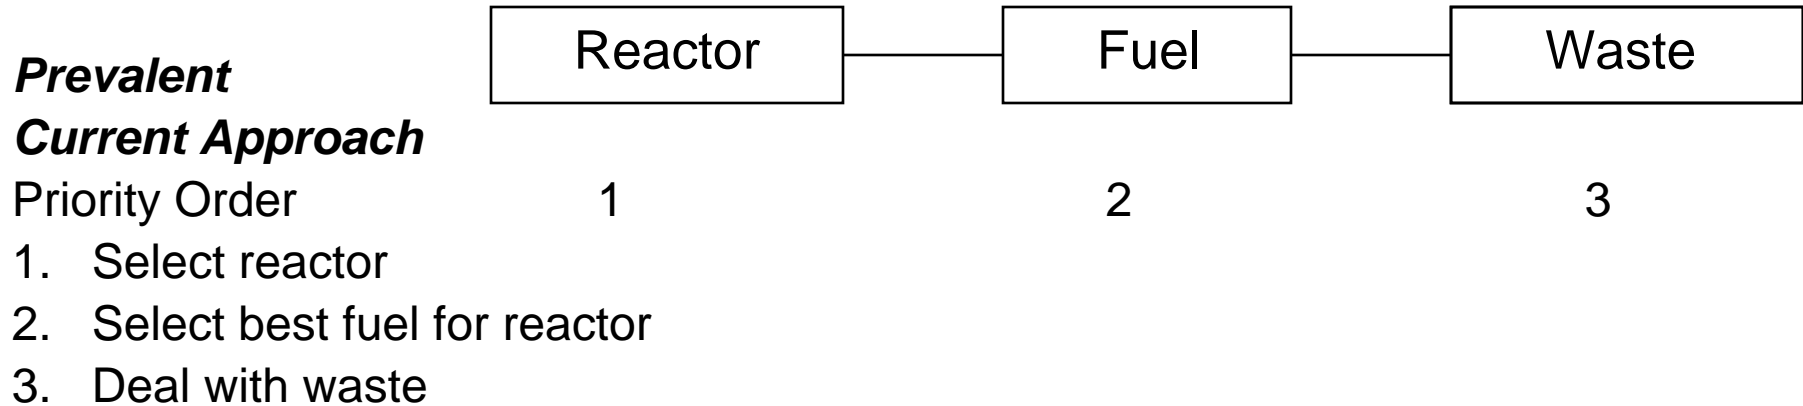 Reactor Fuel Waste
Prevalent
Current Approach
Priority Order 1 2 3
1. Select reactor
2. Select best fuel for reactor
3. Deal with waste